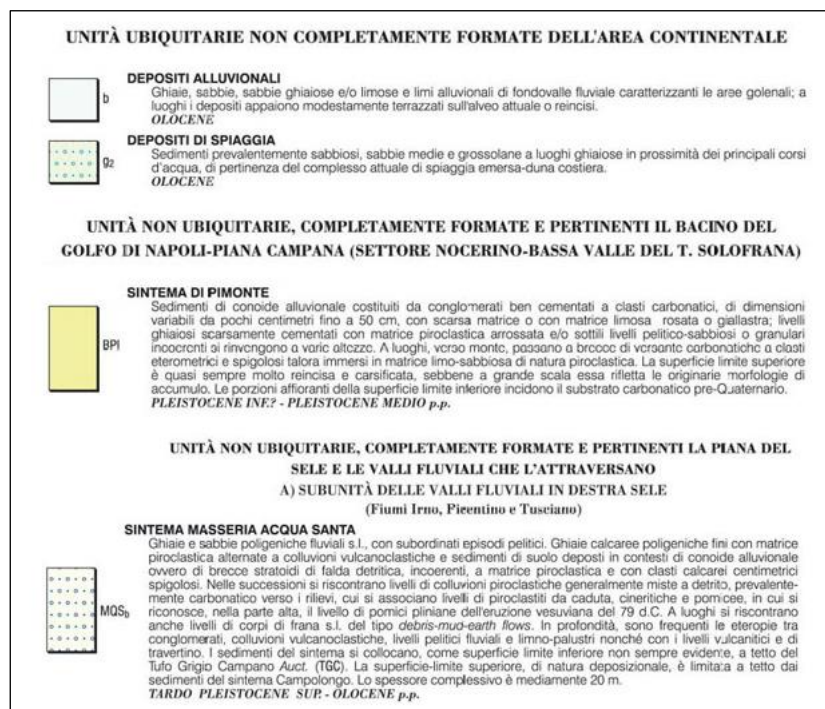 UNITÀ UBIQUITARIE NON COMPLETAMENTE FORMATE DELL'AREA CONTINENTALE
DEPOSITI ALLUVIONALI
b
Ghiaie, sabbie, sabbie ghiaiose e/o limose e limi alluvionali di fondovalle fluviale caratterizzanti le aree golenali; a
luoghi i depositi appaiono modestamente terrazzati sull'alveo attuale o reincisi.
OLOCENE
DEPOSITI DI SPIAGGIA
g2
Sedimenti prevalentemente sabbiosi, sabbie medie e grossolane a luoghi ghiaiose in prossimità dei principali corsi
d'acqua, di pertinenza del complesso attuale di spiaggia emersa-duna costiera.
OLOCENE
UNITÀ NON UBIQUITARIE, COMPLETAMENTE FORMATE E PERTINENTI IL BACINO DEL
GOLFO DI NAPOLI-PIANA CAMPANA (SETTORE NOCERINO-BASSA VALLE DEL T. SOLOFRANA)
SINTEMA DI PIMONTE
BPI
Sedimenti di conoide alluvionale costituiti da conglomerati ben cementati a clasti carbonatici, di dimensioni
variabili da pochi centimetri fino a 50 cm, con scarsa matrice o con matrice limosa rosata o giallastra; livelli
ghiaiosi scarsamente cementati con matrice piroclastica arrossata e/o sottili livelli pelitico-sabbiosi o granulari
incoerenti si rinvengono a varie altezze. A luoghi, verso monte, passano a brecce di versante carbonatiche a clasti
eterometrici e spigolosi talora immersi in matrice limo-sabbiosa di natura piroclastica. La superficie limite superiore
è quasi sempre molto reincisa e carsificata, sebbene a grande scala essa rifletta le originarie morfologie di
accumulo. Le porzioni affioranti della superficie limite inferiore incidono il substrato carbonatico pre-Quaternario.
PLEISTOCENE INF.? - PLEISTOCENE MEDIO p.p.
UNITÀ NON UBIQUITARIE, COMPLETAMENTE FORMATE E PERTINENTI LA PIANA DEL
SELE E LE VALLI FLUVIALI CHE L'ATTRAVERSANO
A) SUBUNITÀ DELLE VALLI FLUVIALI IN DESTRA SELE
(Fiumi Irno, Picentino e Tusciano)
SINTEMA MASSERIA ACQUA SANTA
MQSb
Ghiaie e sabbie poligeniche fluviali s.l., con subordinati episodi pelitici. Ghiaie calcaree poligeniche fini con matrice
piroclastica alternate a colluvioni vulcanoclastiche e sedimenti di suolo deposti in contesti di conoide alluvionale
ovvero di brecce stratoidi di falda detritica, incoerenti, a matrice piroclastica e con clasti calcarei centimetrici
spigolosi. Nelle successioni si riscontrano livelli di colluvioni piroclastiche generalmente miste a detrito, prevalente-
mente carbonatico verso i rilievi, cui si associano livelli di piroclastiti da caduta, cineritiche e pomicee, in cui si
riconosce, nella parte alta, il livello di pomici pliniane dell'eruzione vesuviana del 79 d.C. A luoghi si riscontrano
anche livelli di corpi di frana s.l. del tipo debris-mud-earth flows. In profondità, sono frequenti le eteropie tra
conglomerati, colluvioni vulcanoclastiche, livelli pelitici fluviali e limno-palustri nonché con i livelli vulcanitici e di
travertino. I sedimenti del sintema si collocano, come superficie limite inferiore non sempre evidente, a tetto del
Tufo Grigio Campano Auct. (TGC). La superficie-limite superiore, di natura deposizionale, è limitata a tetto dai
sedimenti del sintema Campolongo. Lo spessore complessivo è mediamente 20 m.
TARDO PLEISTOCENE SUP. - OLOCENE p.p.